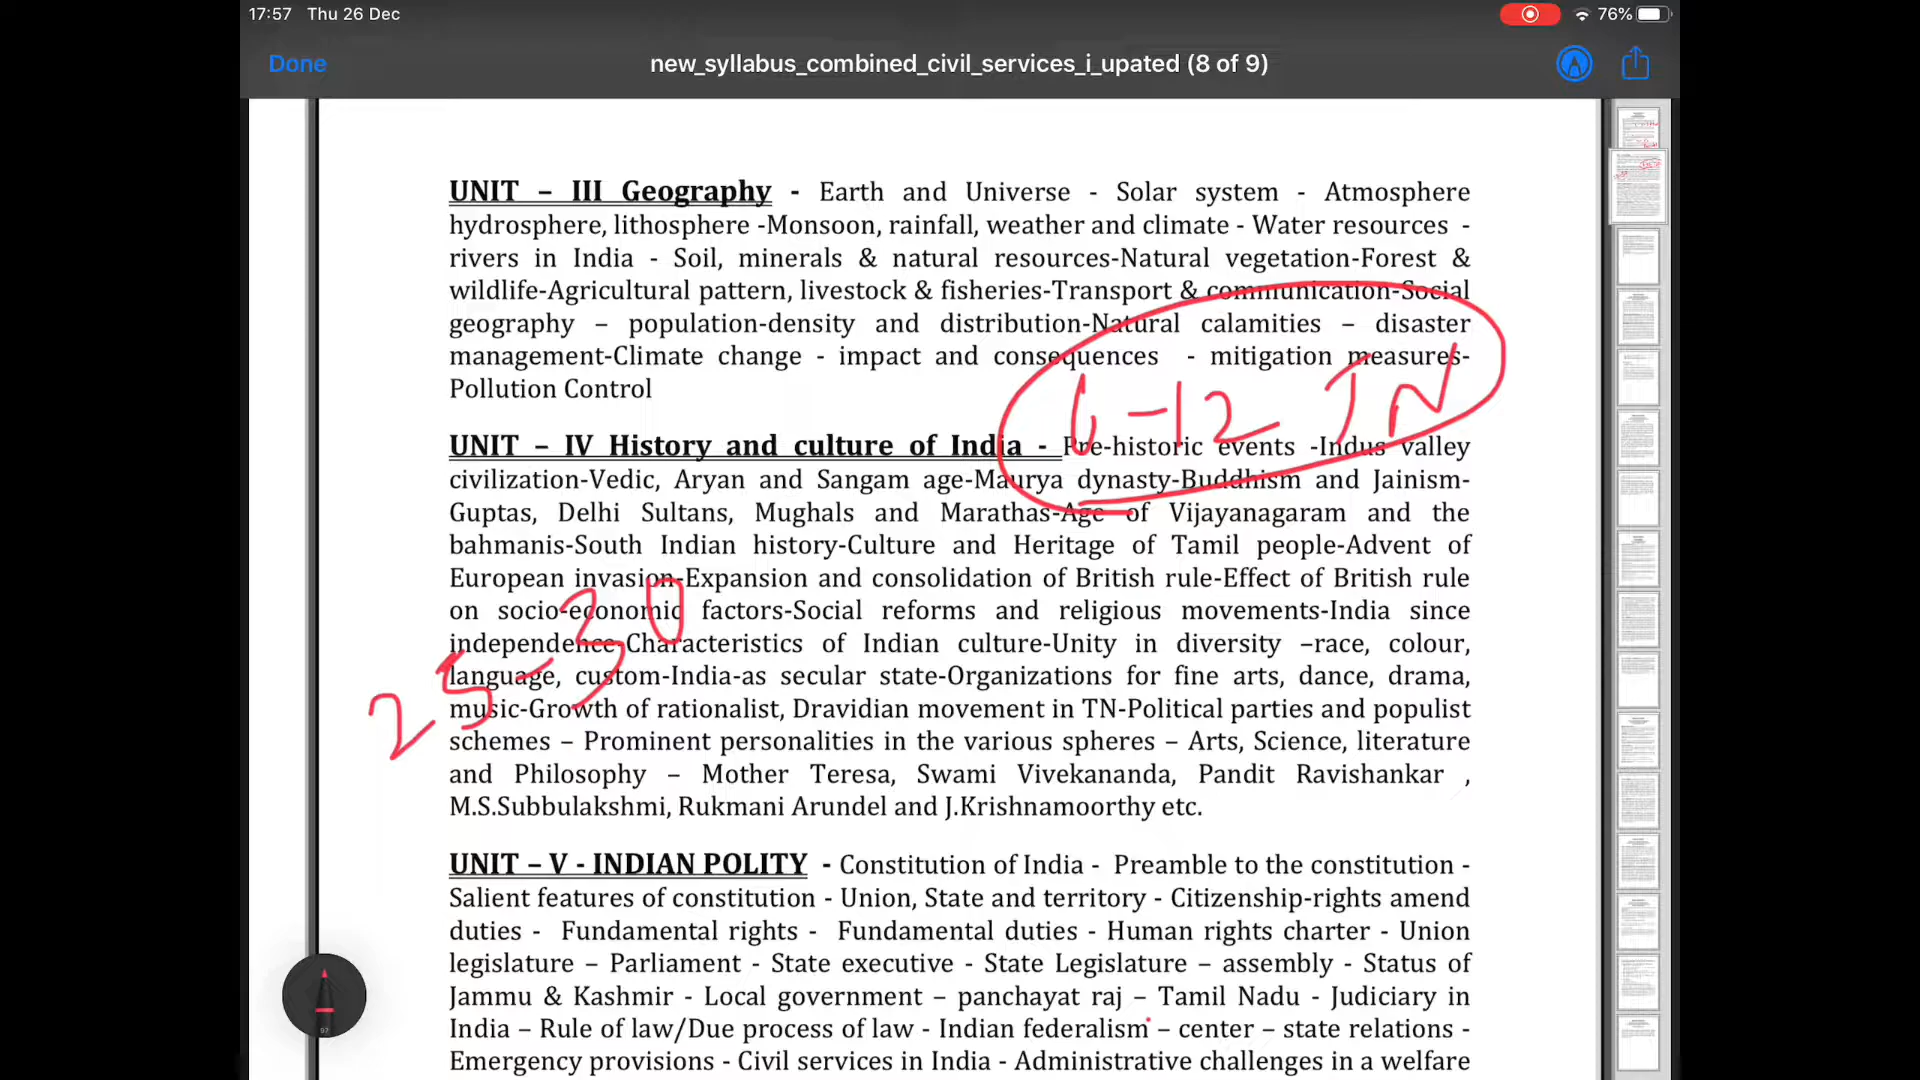 17:57 Thu 26 Dec
76%
Done
new_syllabus_combined_civil_services_i_upated (8 of 9)
UNIT – III Geography - Earth and Universe - Solar system - Atmosphere
hydrosphere, lithosphere -Monsoon, rainfall, weather and climate - Water resources -
rivers in India - Soil, minerals & natural resources-Natural vegetation-Forest &
wildlife-Agricultural pattern, livestock & fisheries-Transport & communication-Social
geography – population-density and distribution-Natural calamities – disaster
management-Climate change - impact and consequences - mitigation measures-
Pollution Control
6-12 TN
UNIT – IV History and culture of India - Pre-historic events -Indus valley
civilization-Vedic, Aryan and Sangam age-Maurya dynasty-Buddhism and Jainism-
Guptas, Delhi Sultans, Mughals and Marathas-Age of Vijayanagaram and the
bahmanis-South Indian history-Culture and Heritage of Tamil people-Advent of
European invasion-Expansion and consolidation of British rule-Effect of British rule
on socio-economic factors-Social reforms and religious movements-India since
independence-Characteristics of Indian culture-Unity in diversity –race, colour,
language, custom-India-as secular state-Organizations for fine arts, dance, drama,
music-Growth of rationalist, Dravidian movement in TN-Political parties and populist
schemes – Prominent personalities in the various spheres – Arts, Science, literature
and Philosophy – Mother Teresa, Swami Vivekananda, Pandit Ravishankar ,
M.S.Subbulakshmi, Rukmani Arundel and J.Krishnamoorthy etc.
25-30
UNIT – V - INDIAN POLITY - Constitution of India - Preamble to the constitution -
Salient features of constitution - Union, State and territory - Citizenship-rights amend
duties - Fundamental rights - Fundamental duties - Human rights charter - Union
legislature – Parliament - State executive - State Legislature – assembly - Status of
Jammu & Kashmir - Local government – panchayat raj – Tamil Nadu - Judiciary in
India – Rule of law/Due process of law - Indian federalism – center – state relations -
Emergency provisions - Civil services in India - Administrative challenges in a welfare
97